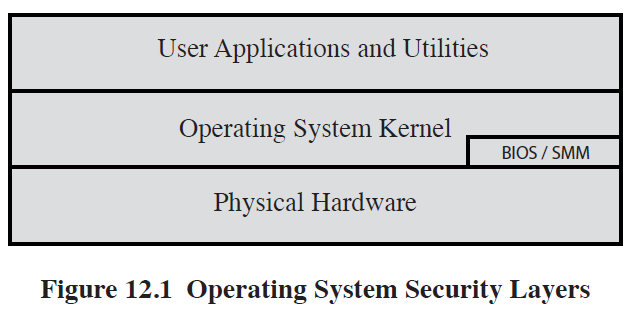 User Applications and Utilities
Operating System Kernel
BIOS / SMM
Physical Hardware
Figure 12.1 Operating System Security Layers